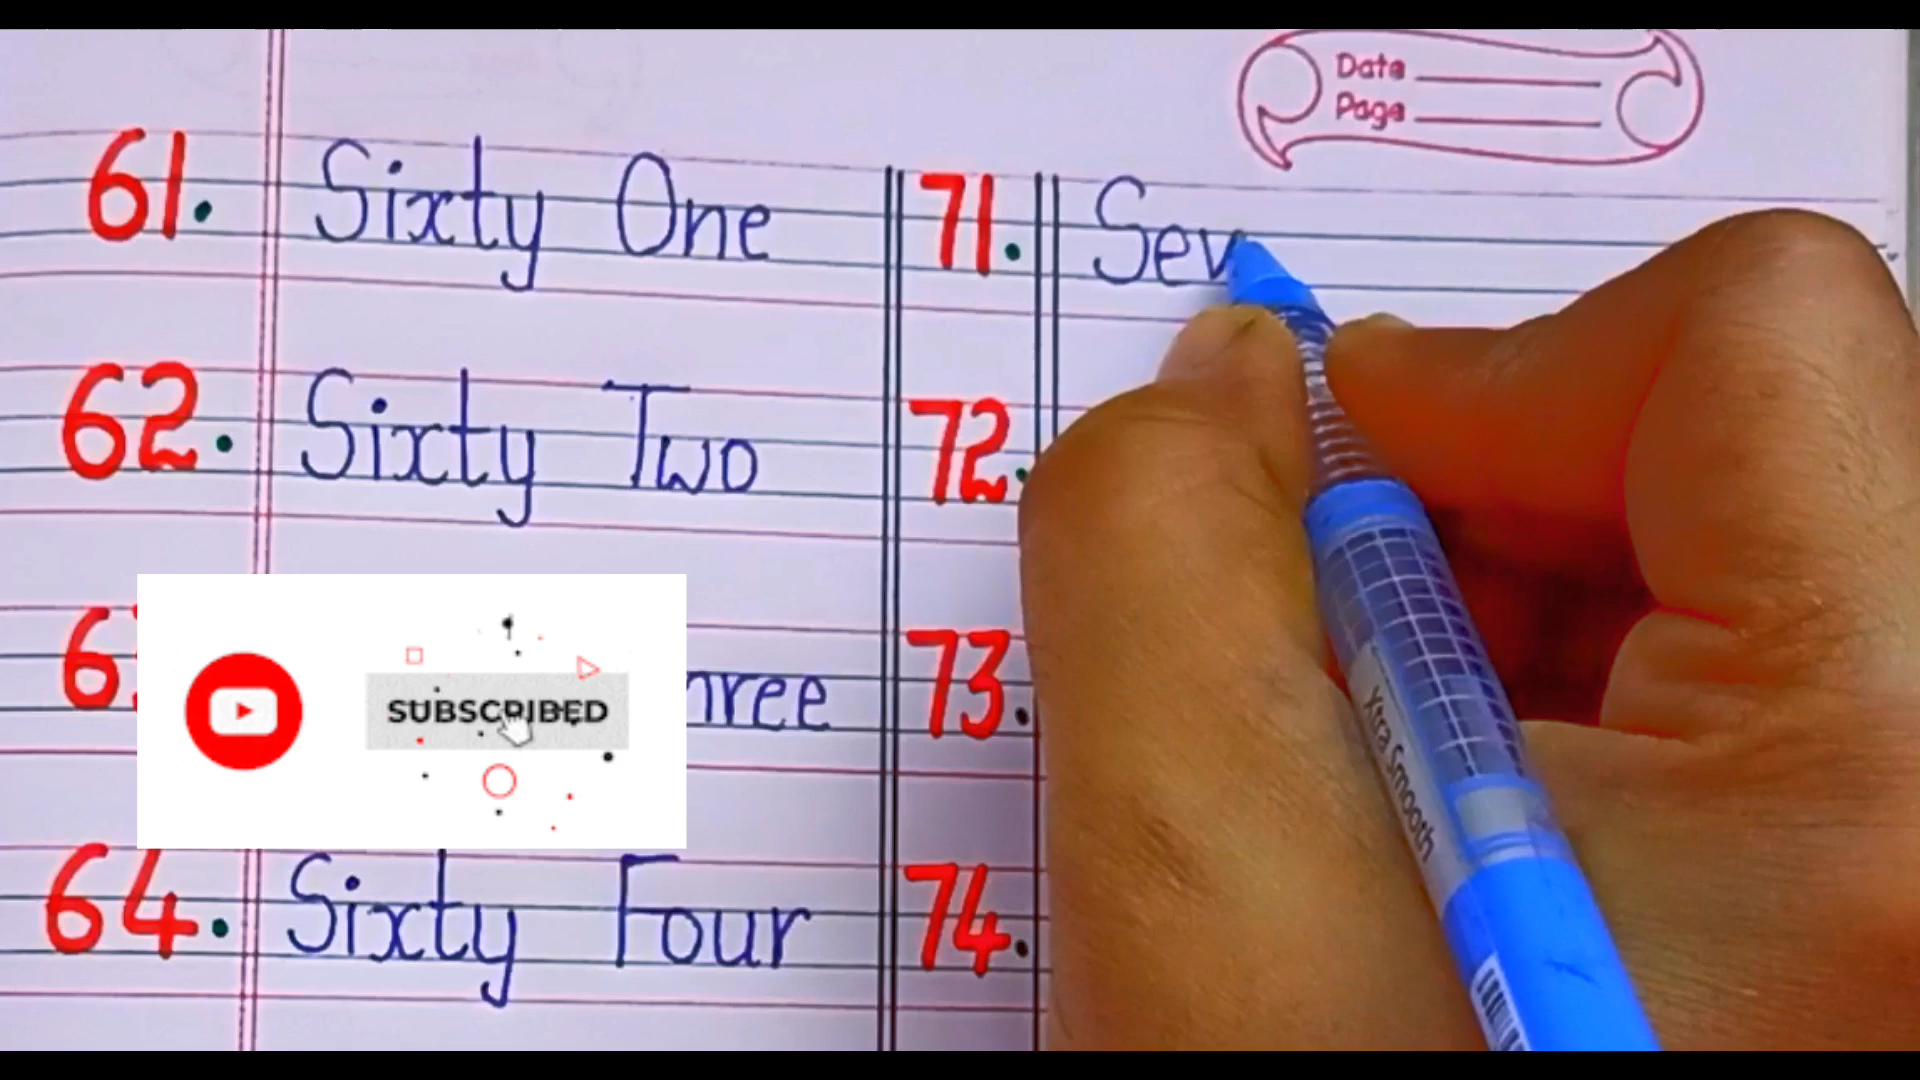 Date
Page
61. Sixty One
71. Sev
62. Sixty Two
72.
73.
SUBSCRIBED
64. Sixty Four
74.
Xtra Smooth